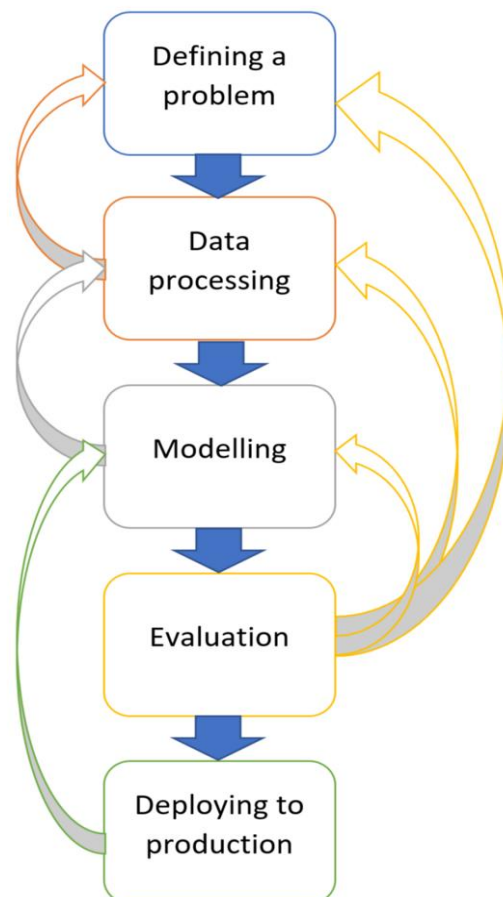 Defining a
problem
Data
processing
Modelling
Evaluation
Deploying to
production